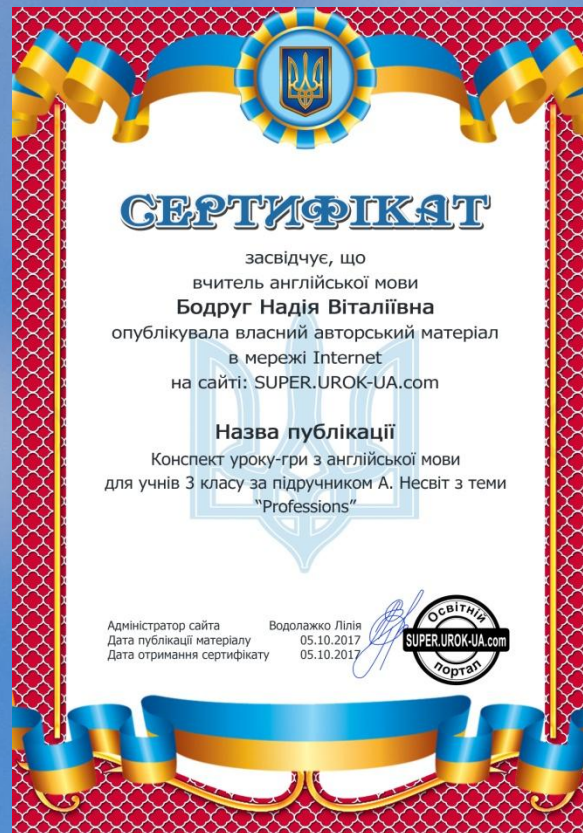 СЕРТИФІКАТ
засвідчує, що
вчитель англійської мови
Бодруг Надія Віталіївна
опублікувала власний авторський матеріал
в мережі Internet
на сайті: SUPER.UROK-UA.com
Назва публікації
Конспект уроку-гри з англійської мови
для учнів 3 класу за підручником А. Несвіт з теми
“Professions”
Адміністратор сайта Водолажко Лілія
Дата публікації матеріалу 05.10.2017
Дата отримання сертифікату 05.10.2017
Освітній
SUPER.UROK-UA.com
портал